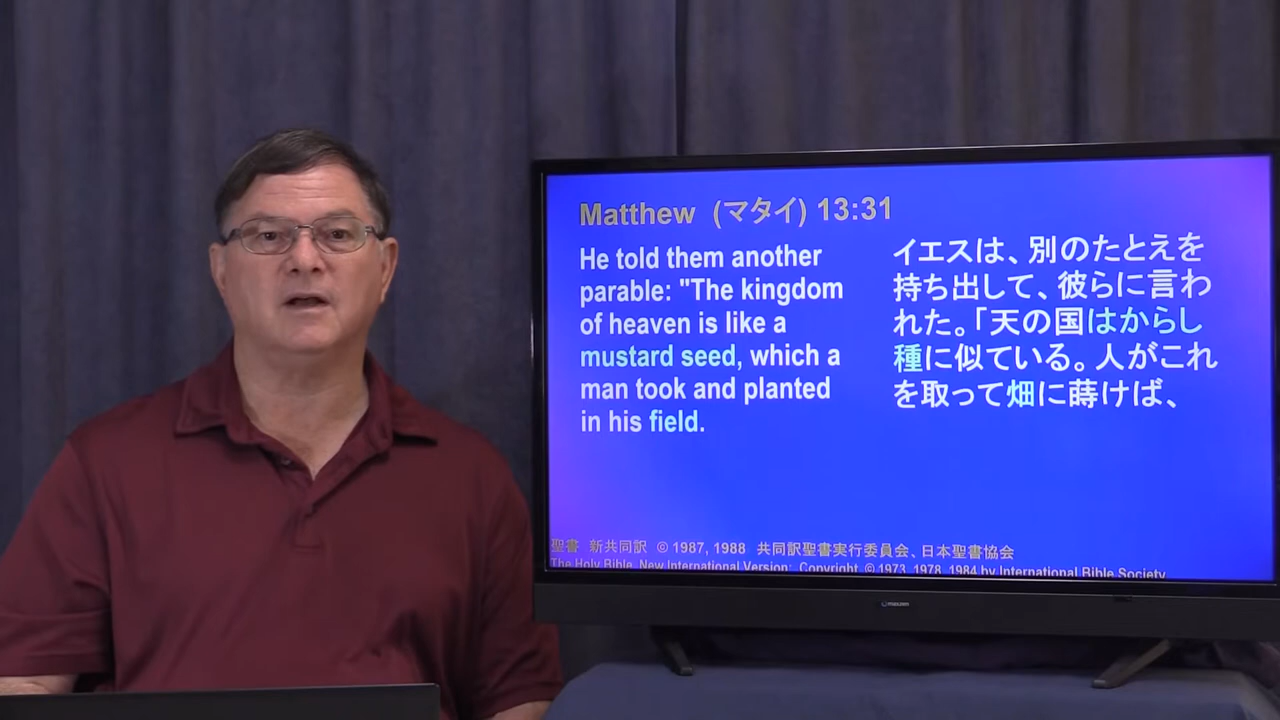 Matthew (マタイ) 13:31
He told them another
parable: "The kingdom
of heaven is like a
mustard seed, which a
man took and planted
in his field.
イエスは、別のたとえを
持ち出して、彼らに言わ
れた。「天の国はからし
種に似ている。人がこれ
を取って畑に蒔けば、
聖書 新共同訳 © 1987, 1988 共同訳聖書実行委員会、日本聖書協会
The Holy Bible, New International Version; Copyright © 1973, 1978, 1984 by International Bible Society
maxzen